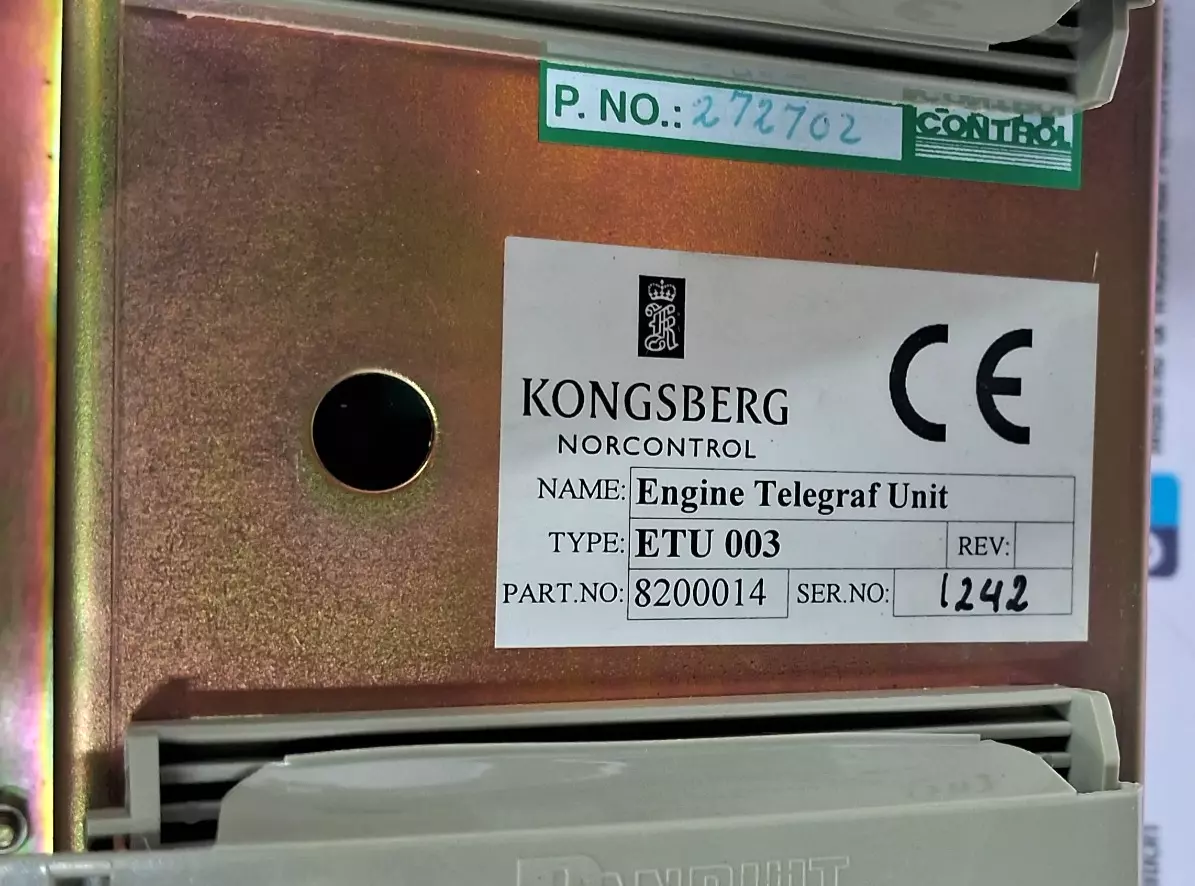 P. NO.: 272702
CONTROL
CE
KONGSBERG
NORCONTROL
NAME: Engine Telegraf Unit
TYPE: ETU 003 REV:
PART.NO: 8200014 SER.NO: 1242
PANDUIT